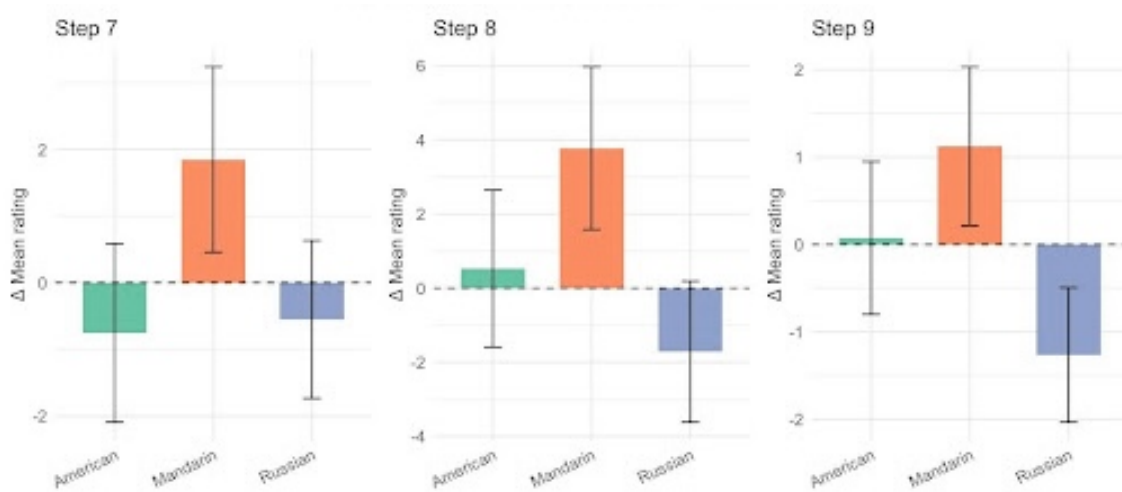 Step 7
Δ Mean rating
2
0
-2
American
Mandarin
Russian
Step 8
Δ Mean rating
6
4
2
0
-2
-4
American
Mandarin
Russian
Step 9
Δ Mean rating
2
1
0
-1
-2
American
Mandarin
Russian